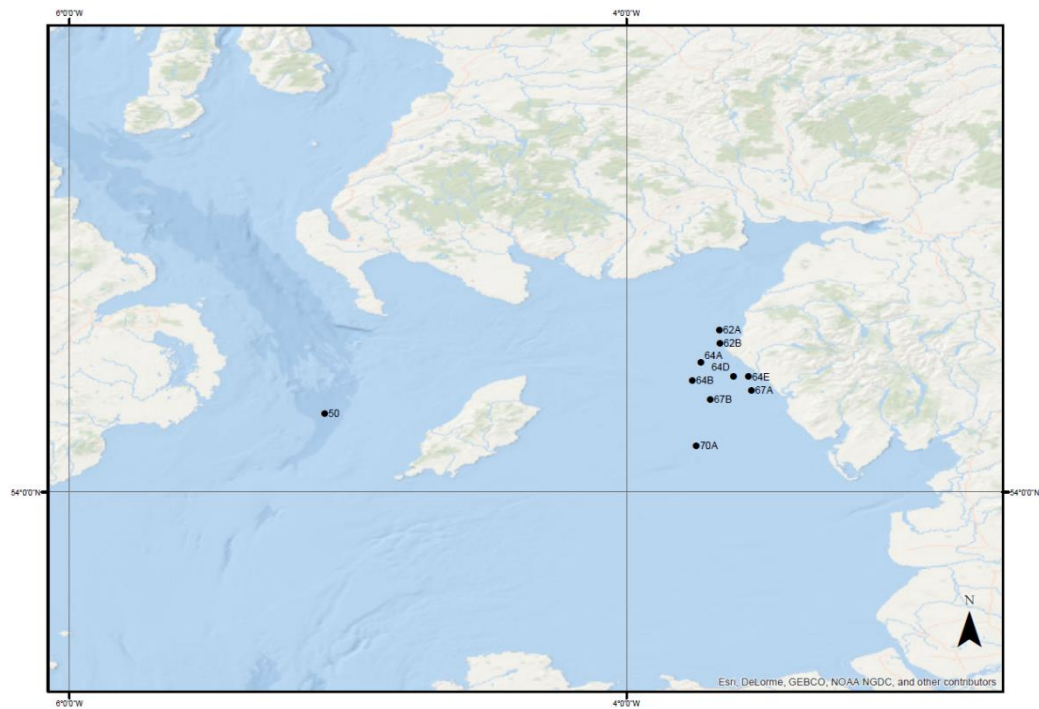 6°0'0"W
4°0'0"W
62A
62B
64A
64D
64B
64E
67A
67B
50
70A
54°0'0"N
54°0'0"N
N
Esri, DeLorme, GEBCO, NOAA NGDC, and other contributors
6°0'0"W
4°0'0"W